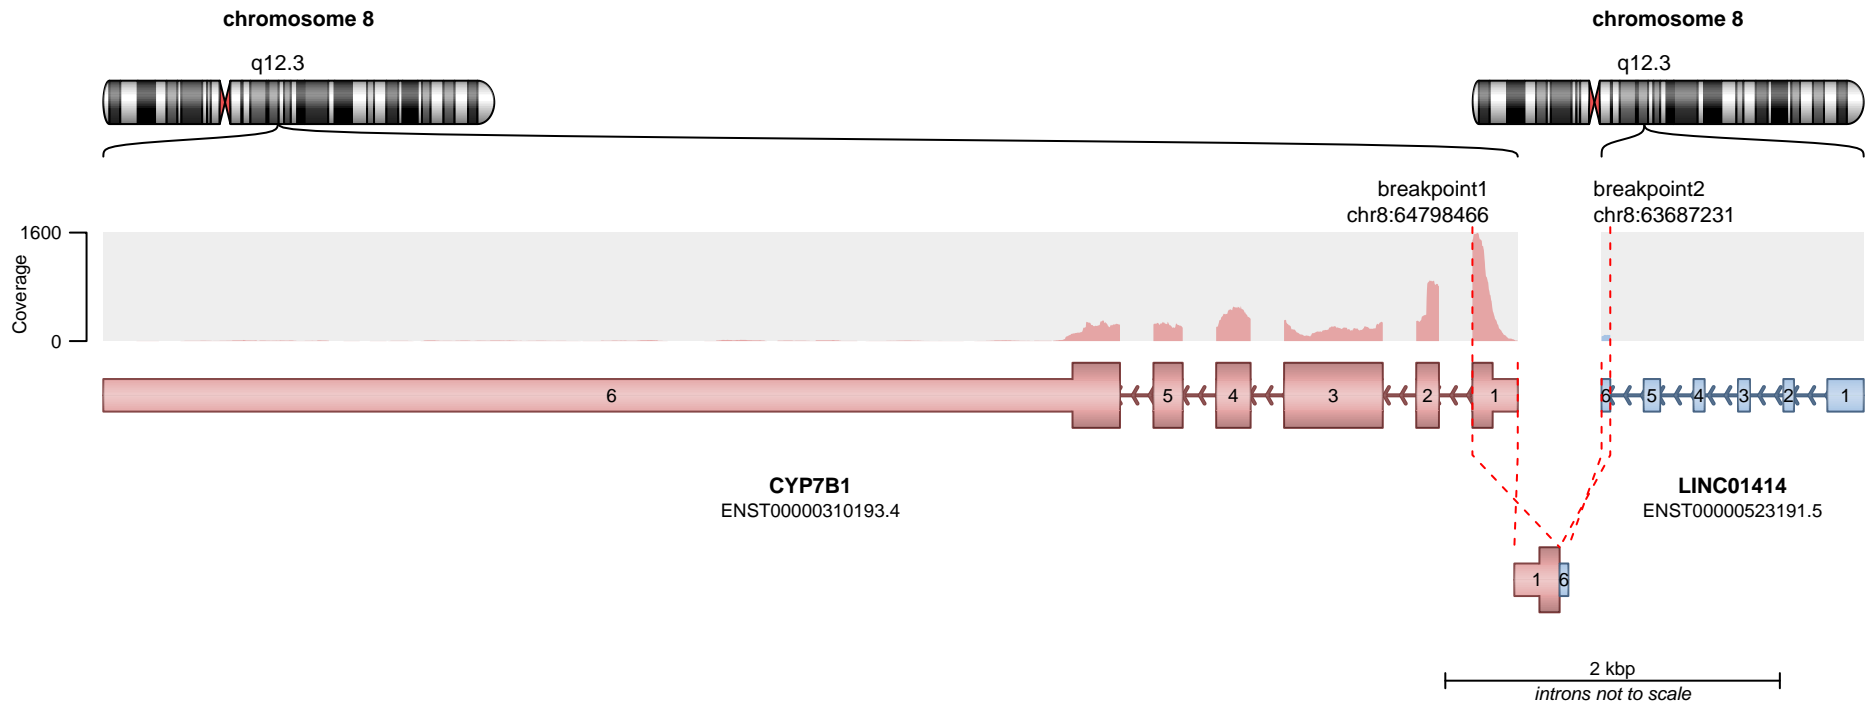 chromosome 8
chromosome 8
q12.3
q12.3
breakpoint1
chr8:64798466
breakpoint2
chr8:63687231
1600
Coverage
0
6 5 4 3 2 1
6 5 4 3 2 1
CYP7B1
ENST00000310193.4
LINC01414
ENST00000523191.5
1 6
2 kbp
introns not to scale